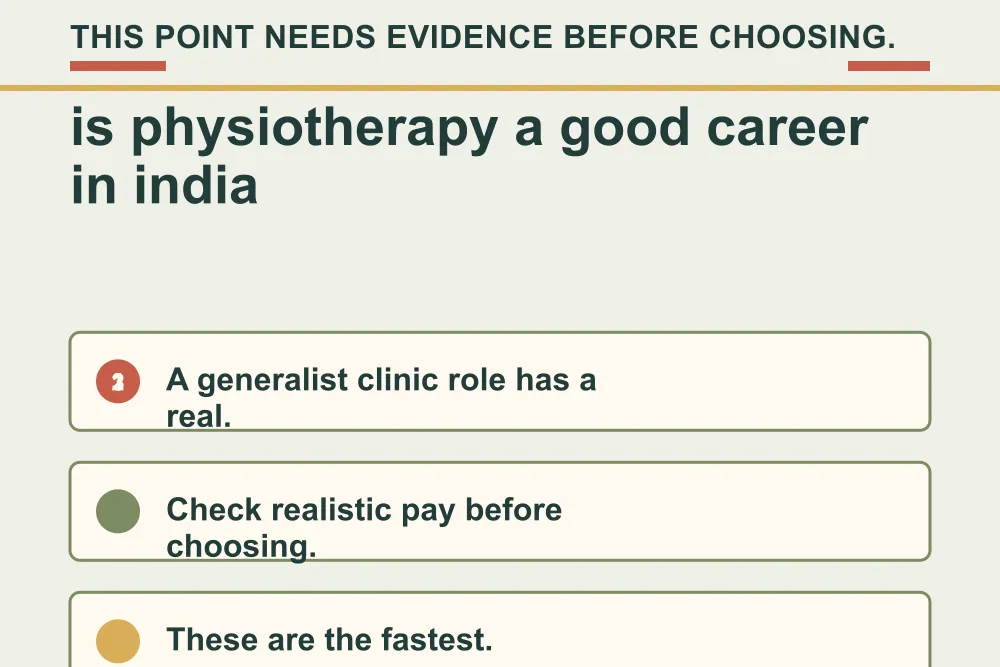 THIS POINT NEEDS EVIDENCE BEFORE CHOOSING.
is physiotherapy a good career
in india
A generalist clinic role has a
real.
Check realistic pay before
choosing.
These are the fastest.